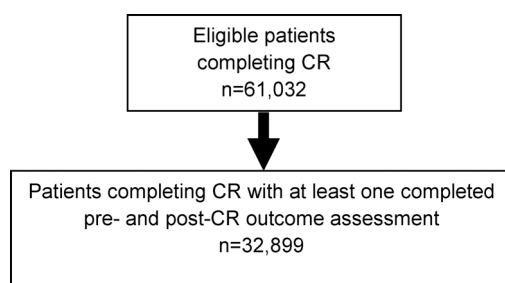 Eligible patients
completing CR
n=61,032
Patients completing CR with at least one completed
pre- and post-CR outcome assessment
n=32,899